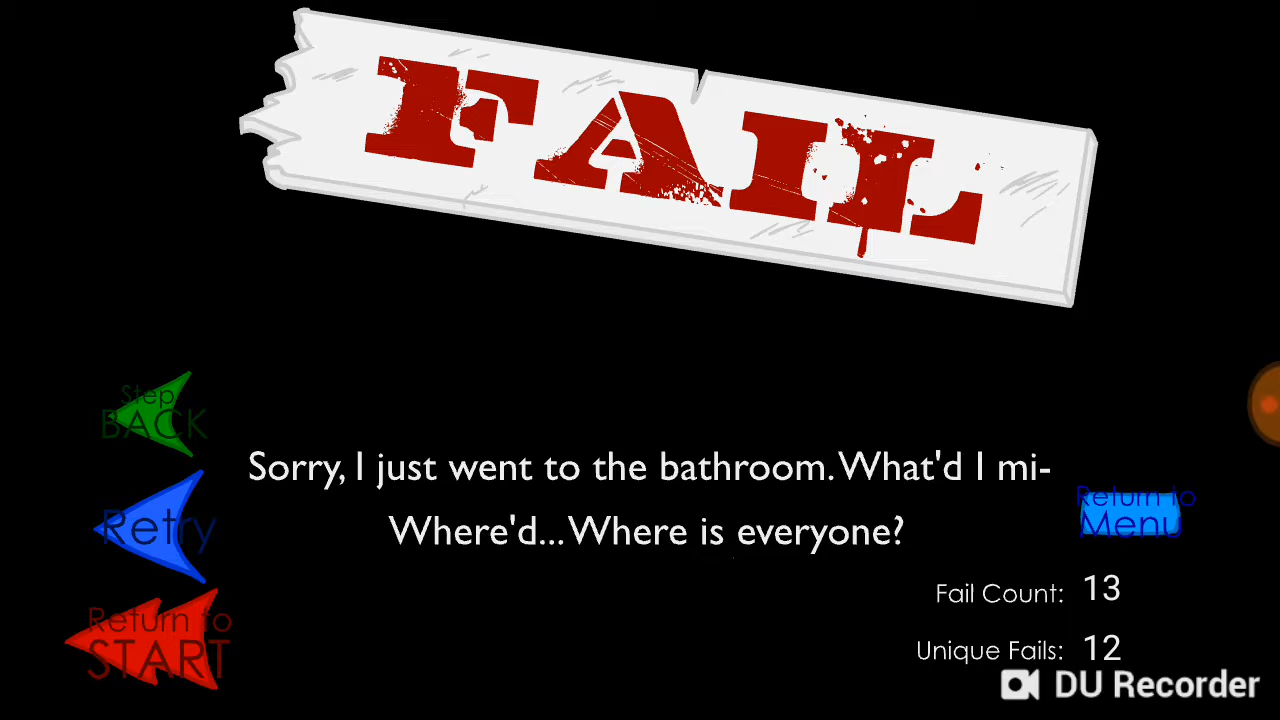 FAIL
Step
BACK
Sorry, I just went to the bathroom. What'd I mi-
Retry
Where'd... Where is everyone?
Return to
Menu
Fail Count: 13
Return to
START
Unique Fails: 12
DU Recorder